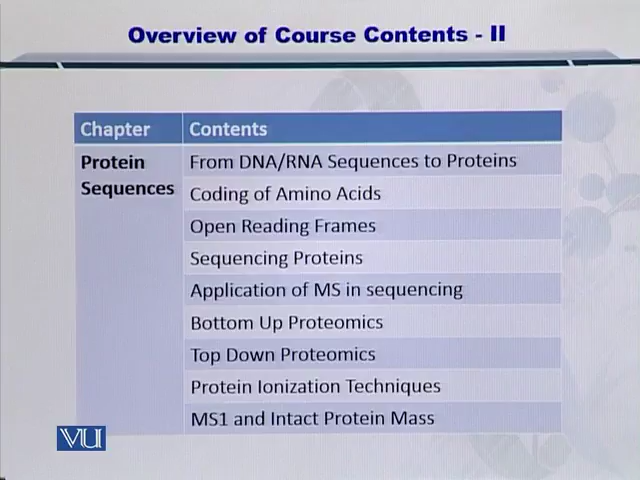 Overview of Course Contents - II
Chapter Contents
Protein Sequences From DNA/RNA Sequences to Proteins
Coding of Amino Acids
Open Reading Frames
Sequencing Proteins
Application of MS in sequencing
Bottom Up Proteomics
Top Down Proteomics
Protein Ionization Techniques
MS1 and Intact Protein Mass
VU